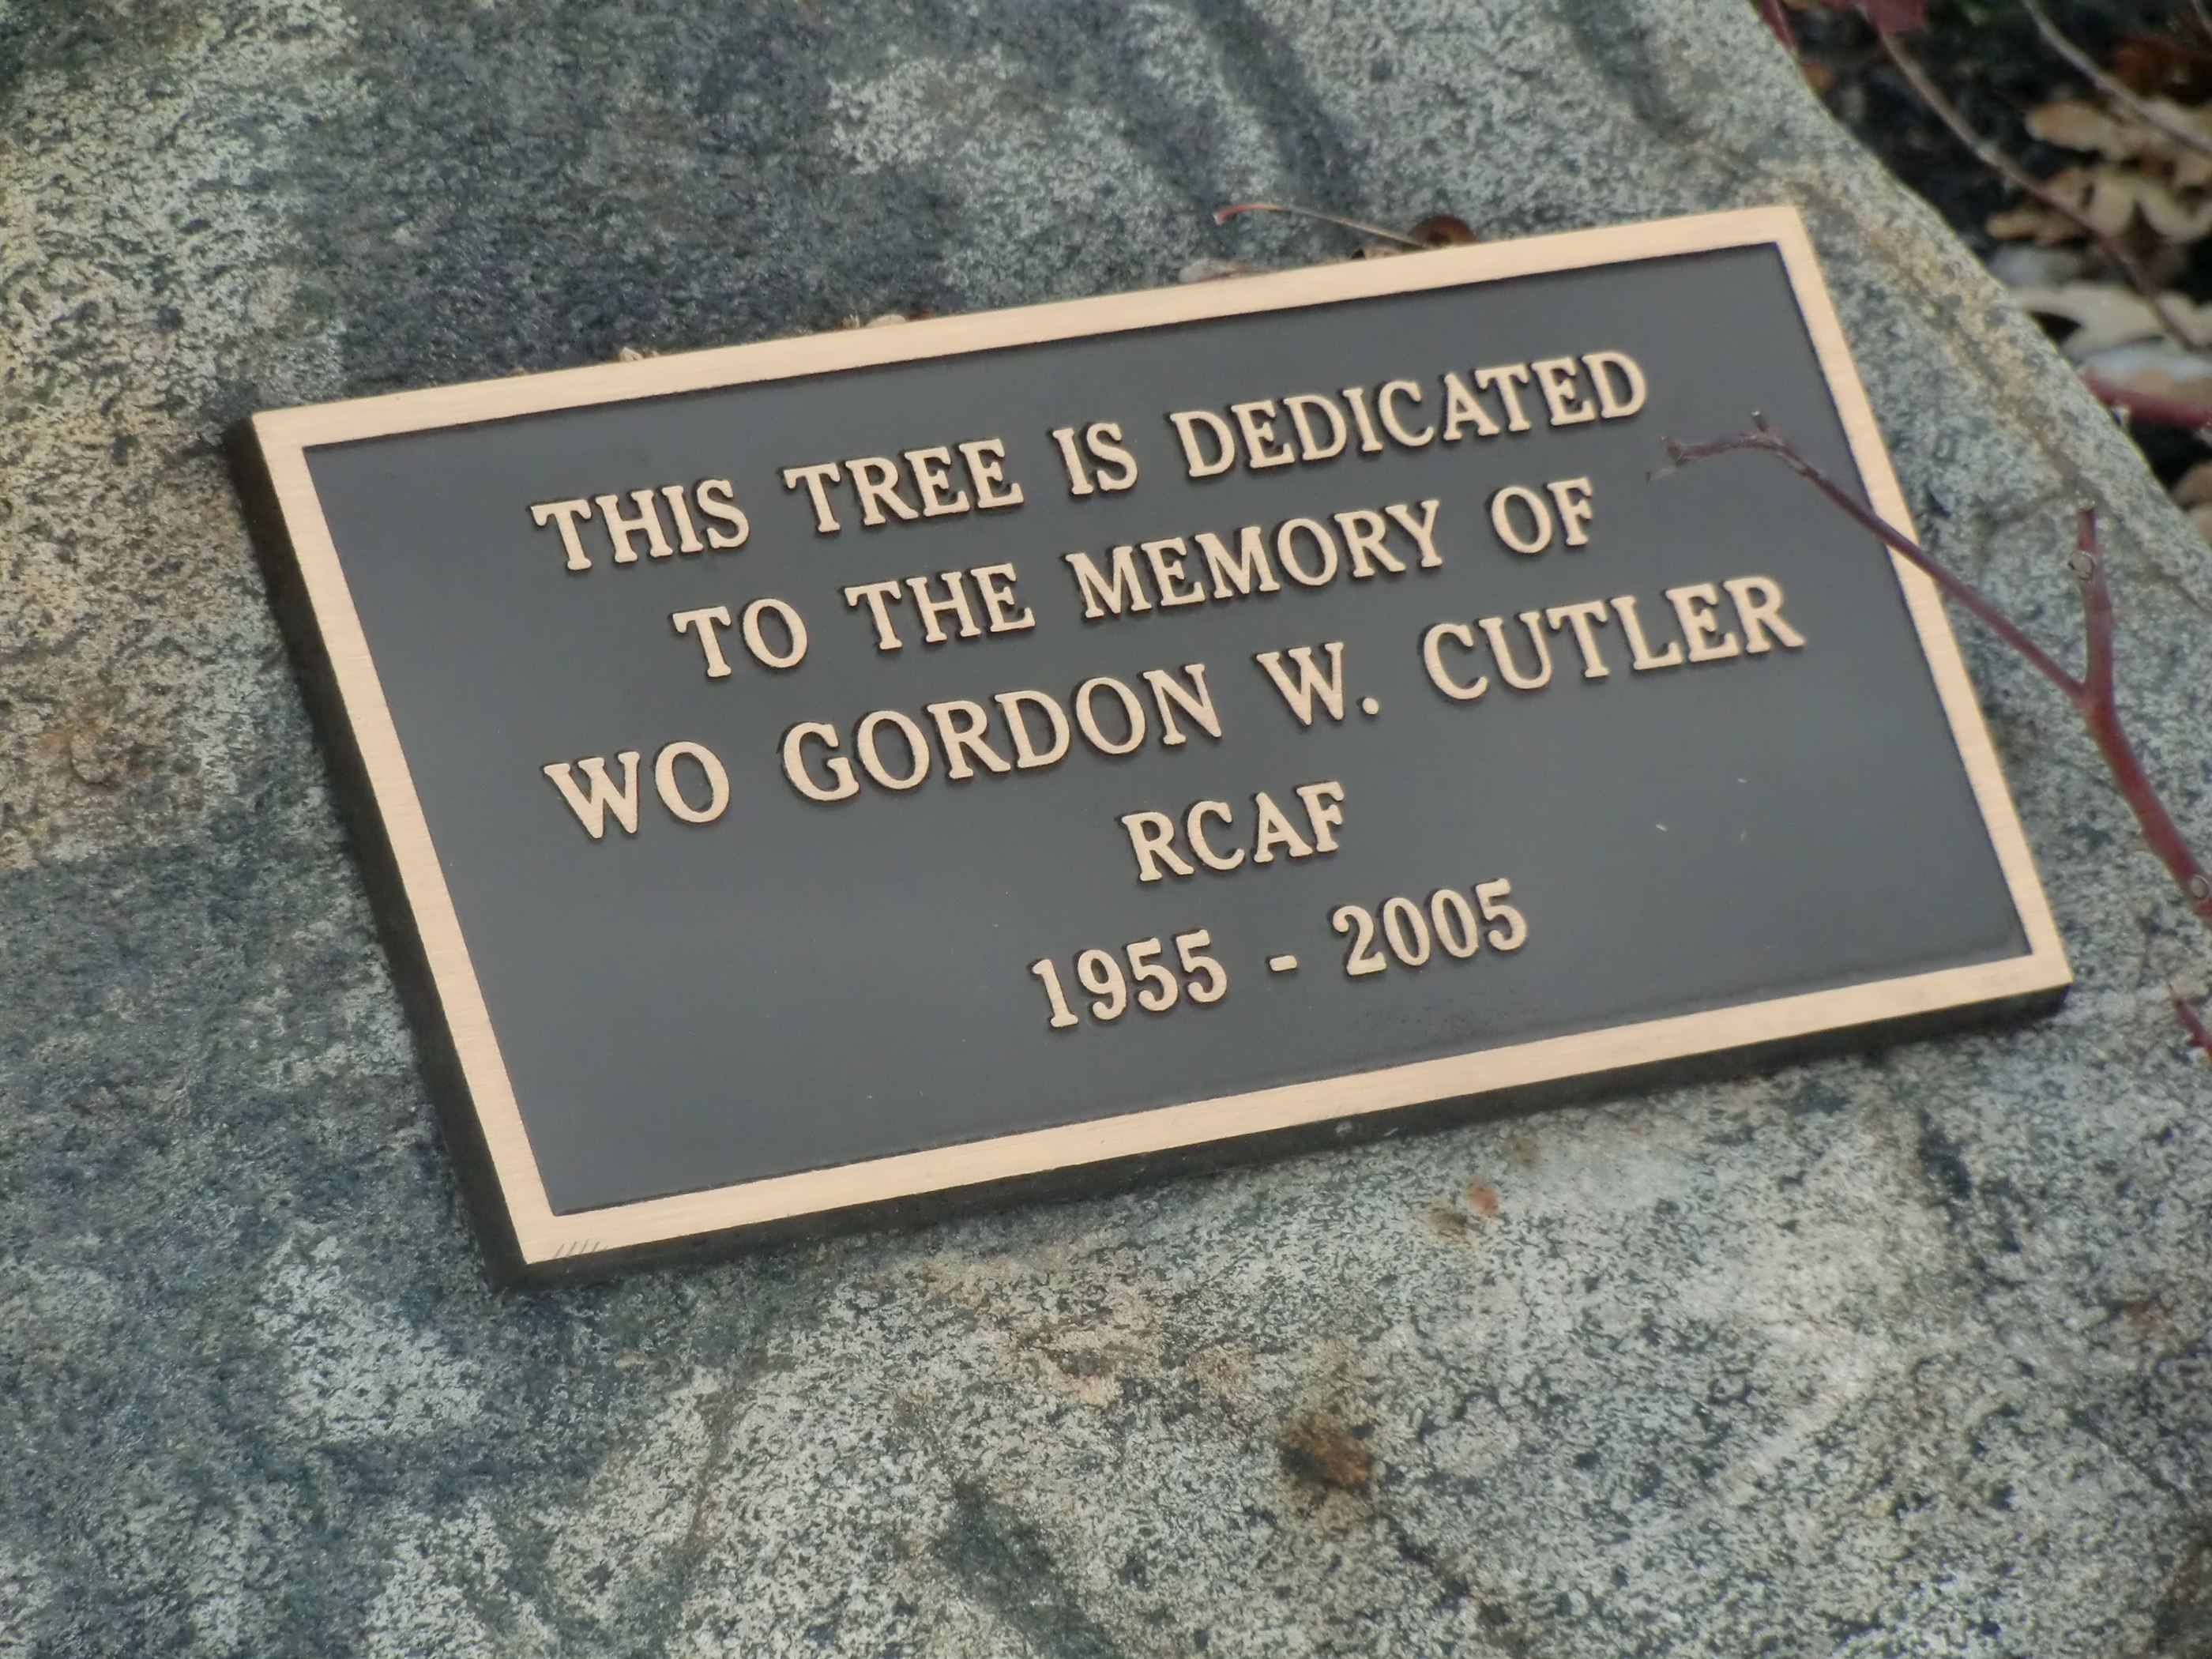 THIS TREE IS DEDICATED
TO THE MEMORY OF
WO GORDON W. CUTLER
RCAF
1955 - 2005